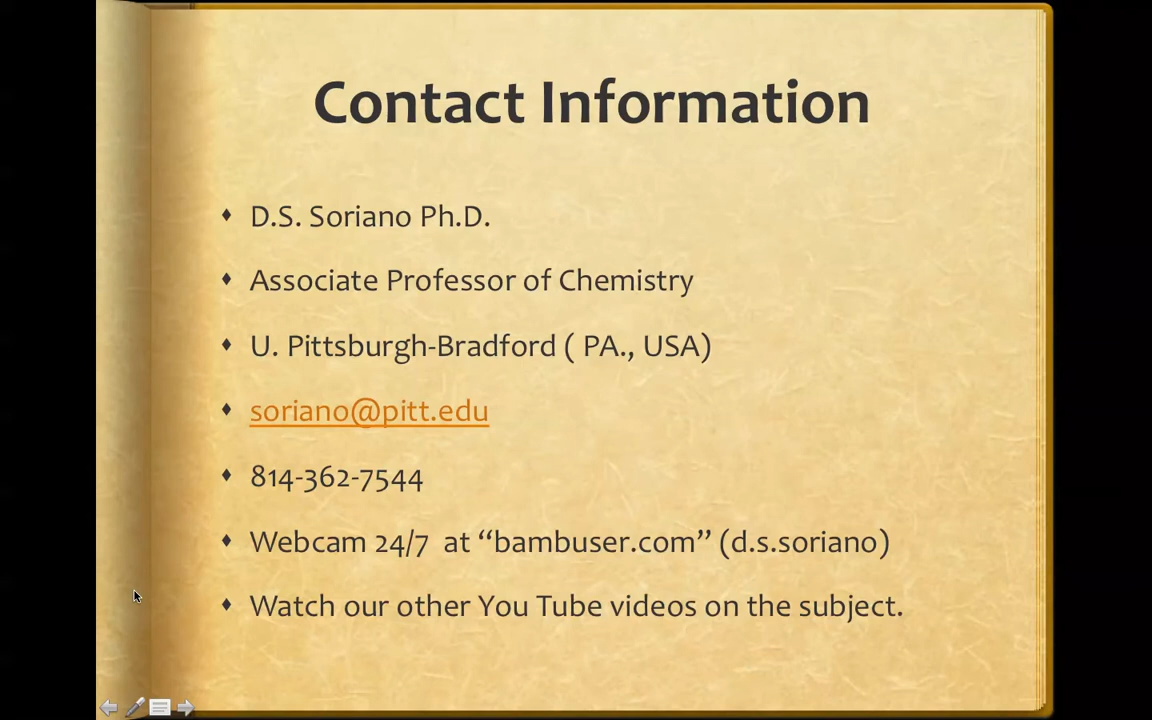 Contact Information
D.S. Soriano Ph.D.
Associate Professor of Chemistry
U. Pittsburgh-Bradford ( PA., USA)
soriano@pitt.edu
814-362-7544
Webcam 24/7  at “bambuser.com” (d.s.soriano)
Watch our other You Tube videos on the subject.